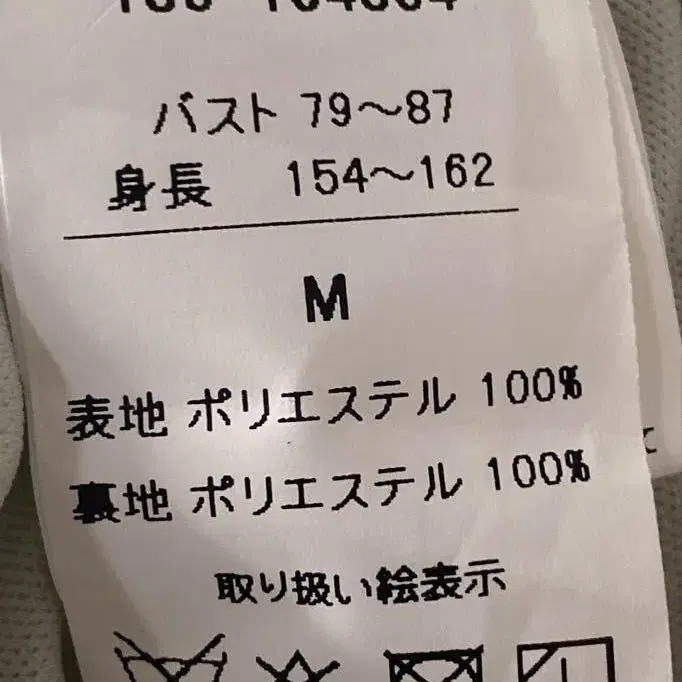 バスト 79～87
身長 154～162
M
表地 ポリエステル 100%
裏地 ポリエステル 100%
取り扱い絵表示